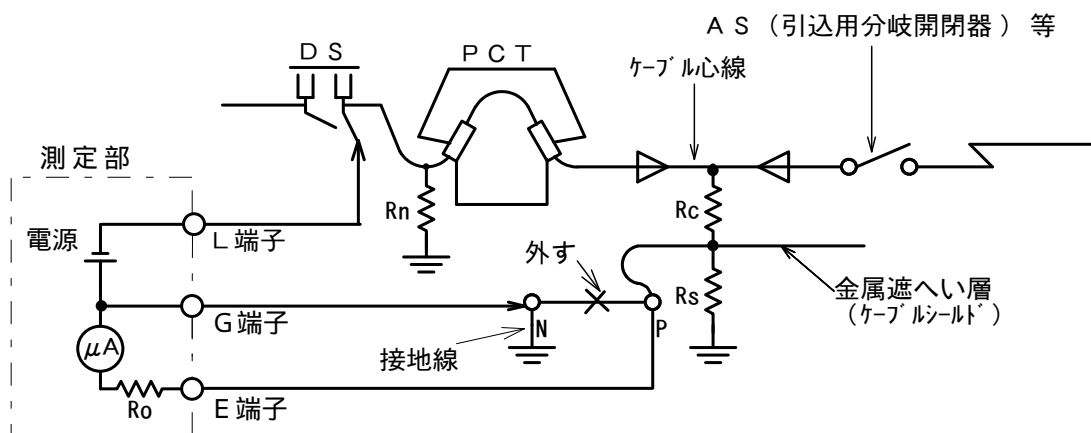 AS(引込用分岐開閉器)等
DS
PCT
ケーブル心線
測定部
電源
L端子
Rn
Rc
外す
Rs
金属遮へい層
(ケーブルシールド)
G端子
N
P
接地線
μA
Ro
E端子